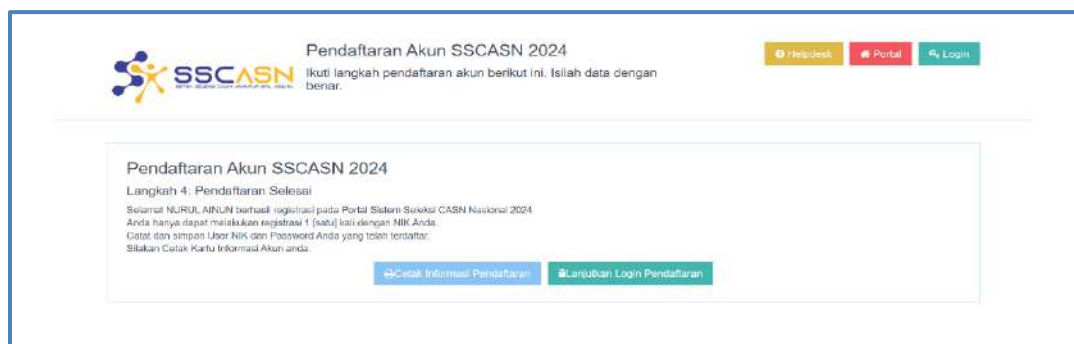 Pendaftaran Akun SSCASN 2024
Ikuti langkah pendaftaran akun berikut ini. Isilah data dengan
benar.
Helpdesk
Portal
Login
SSCASN
Pendaftaran Akun SSCASN 2024
Langkah 4: Pendaftaran Selesai
Selamat NURUL AINUN berhasil registrasi pada Portal Sistem Seleksi CASN Nasional 2024
Anda hanya dapat melakukan registrasi 1 [satu] kali dengan NIK Anda
Catat dan simpan User NIK dan Password Anda yang telah terdaftar.
Silakan Cetak Kartu Informasi Akun anda.
Cetak Informasi Pendaftaran
Lanjutkan Login Pendaftaran